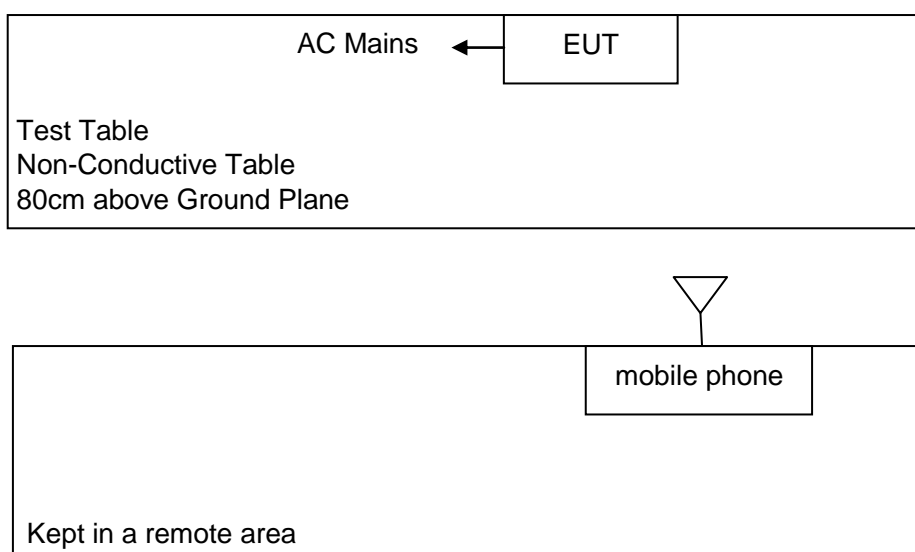 AC Mains
EUT
Test Table
Non-Conductive Table
80cm above Ground Plane
mobile phone
Kept in a remote area